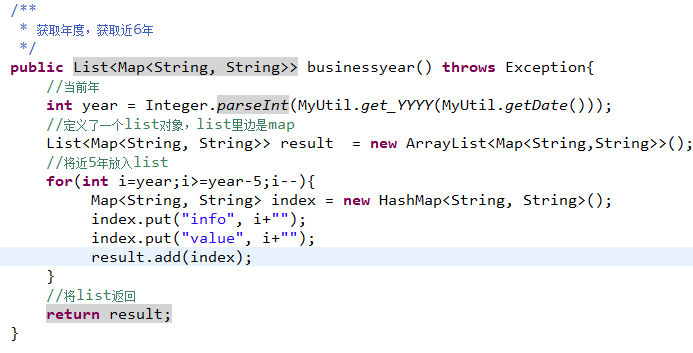 /**
 * 获取年度，获取近6年
 */
public List<Map<String, String>> businessyear() throws Exception{
    //当前年
    int year = Integer.parseInt(MyUtil.get_YYYY(MyUtil.getDate()));
    //定义了一个list对象，list里边是map
    List<Map<String, String>> result  = new ArrayList<Map<String,String>>();
    //将近5年放入list
    for(int i=year;i>=year-5;i--){
        Map<String, String> index = new HashMap<String, String>();
        index.put("info", i+"");
        index.put("value", i+"");
        result.add(index);
    }
    //将list返回
    return result;
}